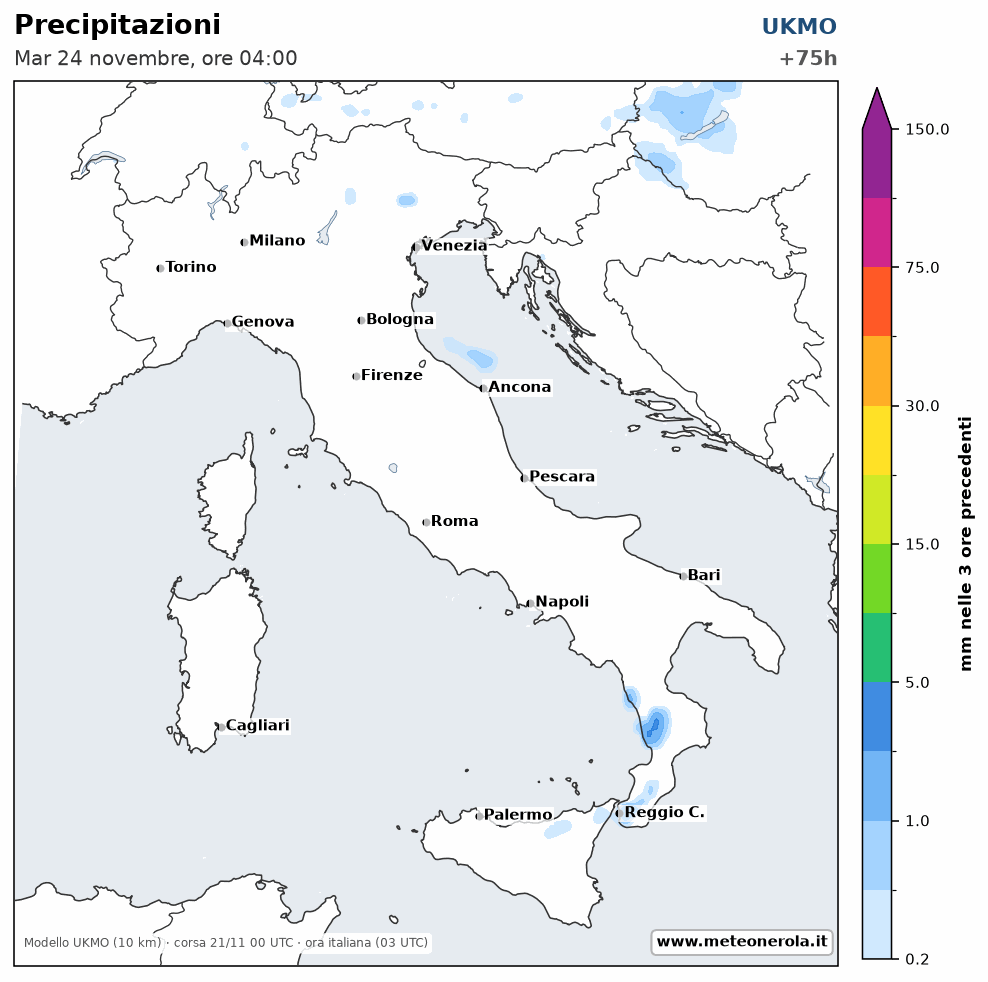 Precipitazioni
UKMO
Mar 24 novembre, ore 04:00
+75h
150.0
75.0
30.0
15.0
5.0
1.0
0.2
mm nelle 3 ore precedenti
Milano
Venezia
Torino
Genova
Bologna
Firenze
Ancona
Pescara
Roma
Bari
Napoli
Cagliari
Palermo
Reggio C.
Modello UKMO (10 km) · corsa 21/11 00 UTC · ora italiana (03 UTC)
www.meteonerola.it